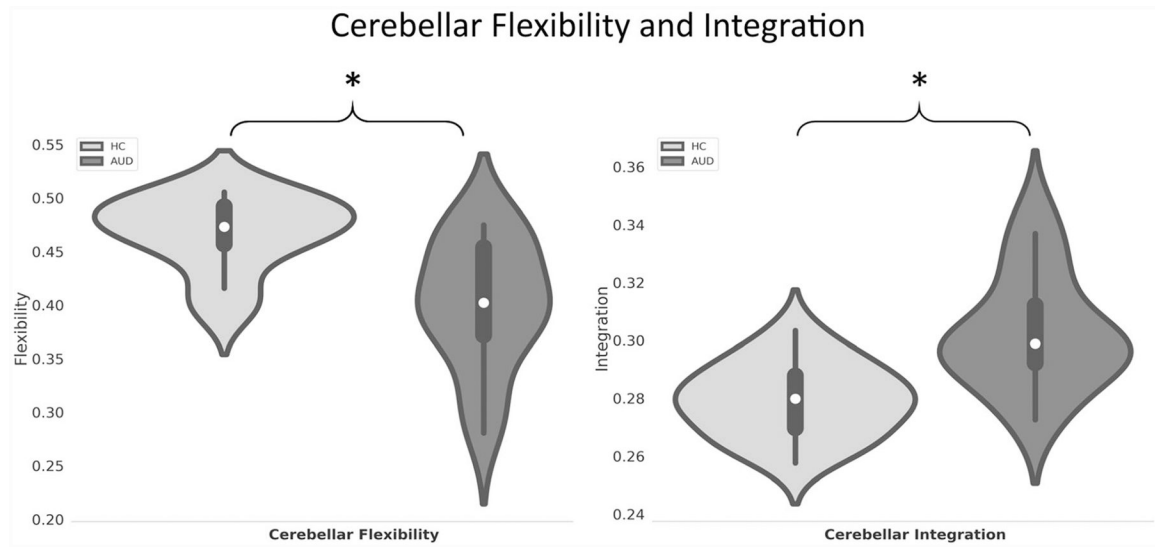 Cerebellar Flexibility and Integration
*
*
HC
AUD
0.55
0.50
0.45
0.40
0.35
0.30
0.25
0.20
Flexibility
Cerebellar Flexibility
HC
AUD
0.36
0.34
0.32
0.30
0.28
0.26
0.24
Integration
Cerebellar Integration